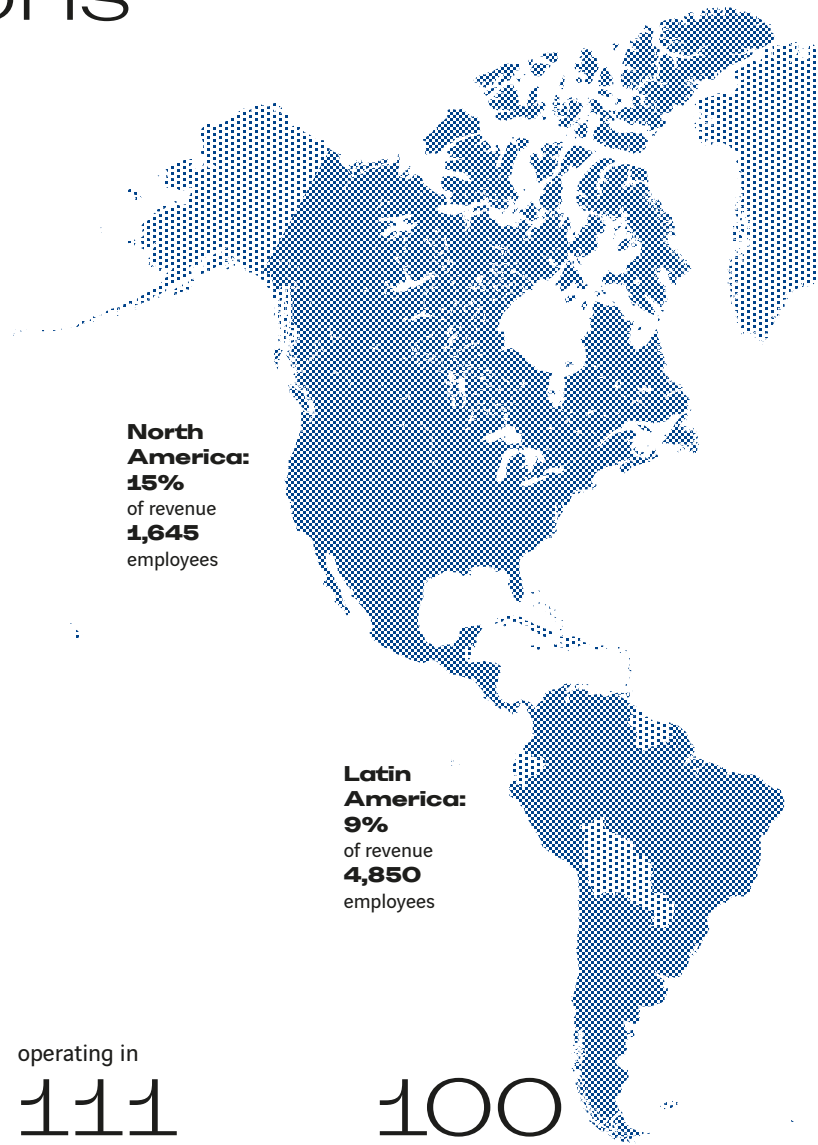 North
America:
15%
of revenue
1,645
employees
Latin
America:
9%
of revenue
4,850
employees
operating in
111
100